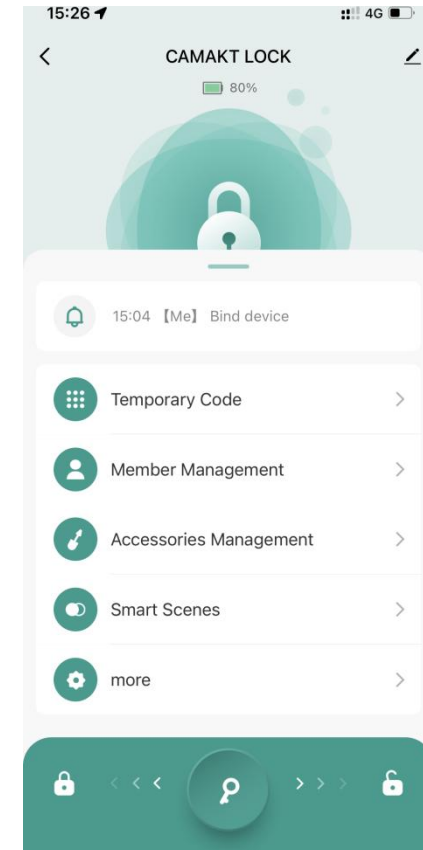 15:26 4G
CAMAKT LOCK
80%
15:04 【Me】 Bind device
Temporary Code
Member Management
Accessories Management
Smart Scenes
more